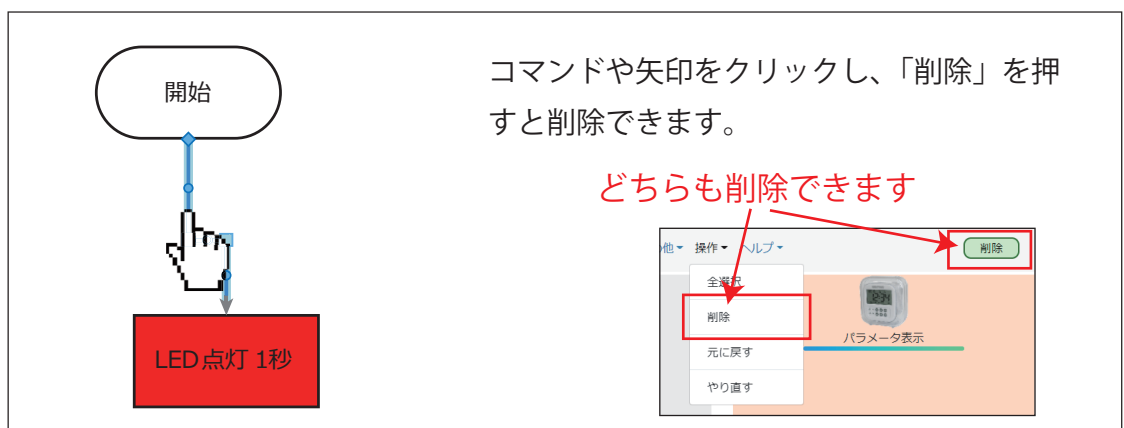 開始
LED点灯 1秒
コマンドや矢印をクリックし、「削除」を押
すと削除できます。
どちらも削除できます
の他 操作 ヘルプ
削除
全選択
削除
元に戻す
やり直す
パラメータ表示